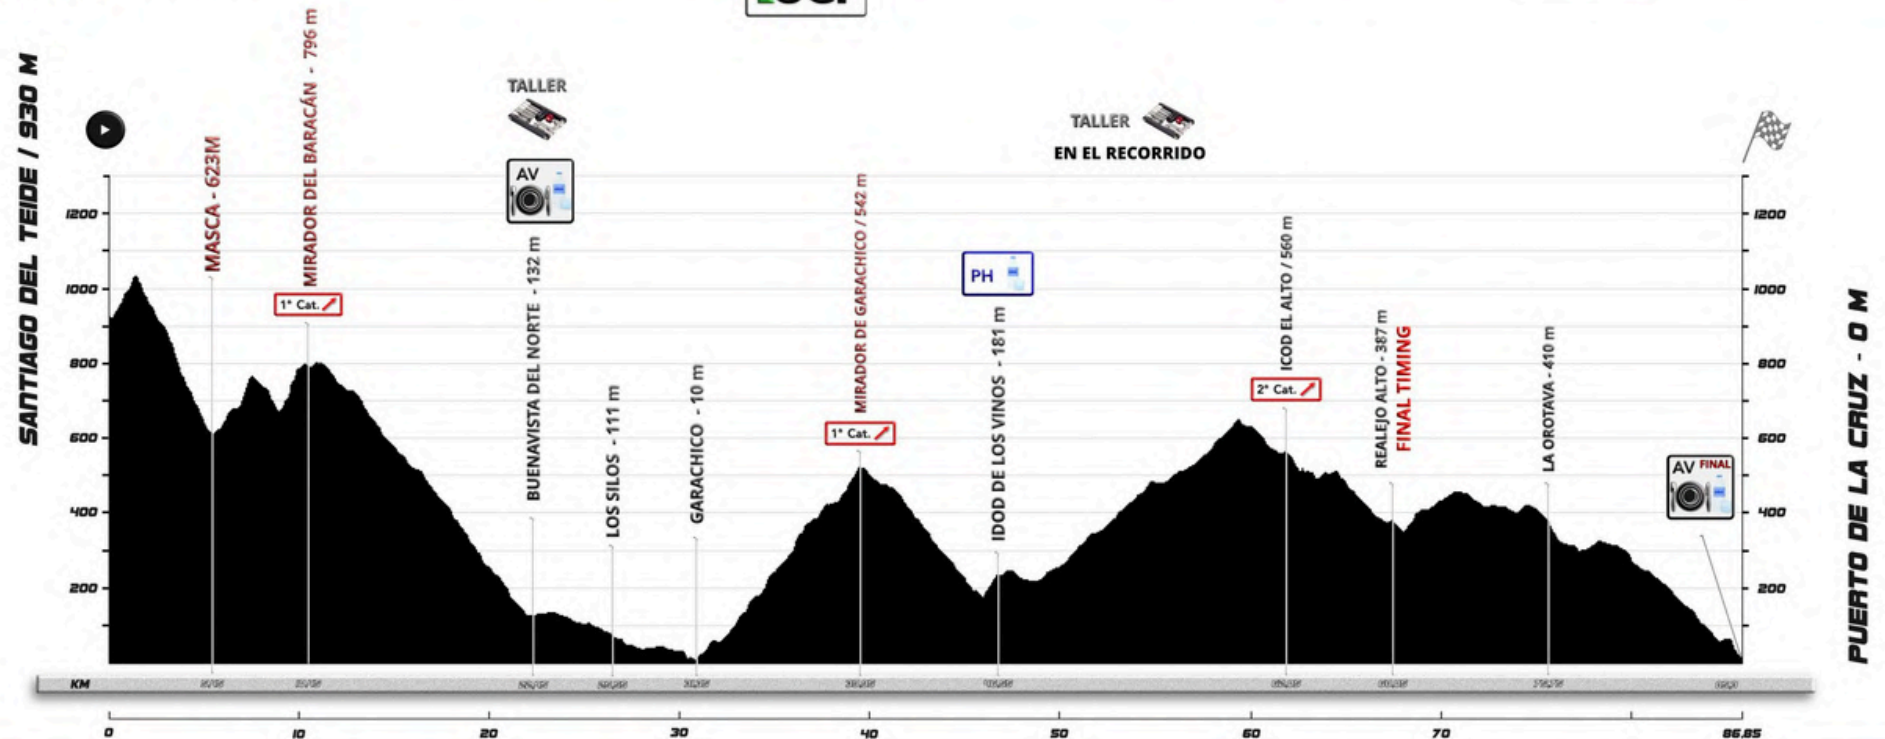 SANTIAGO DEL TEIDE / 930 M
MASCA - 623M
MIRADOR DEL BARACÁN - 796 m
1ª Cat.
TALLER
AV
BUENAVISTA DEL NORTE - 132 m
LOS SILOS - 111 m
GARACHICO - 10 m
MIRADOR DE GARACHICO / 542 m
1ª Cat.
PH
IDOD DE LOS VINOS - 181 m
TALLER
EN EL RECORRIDO
ICOD EL ALTO / 560 m
2ª Cat.
REALEJO ALTO - 387 m
FINAL TIMING
LA OROTAVA - 410 m
AV FINAL
PUERTO DE LA CRUZ - 0 M
1200
1000
800
600
400
200
1200
1000
800
600
400
200
KM
0
10
20
30
40
50
60
70
86,85